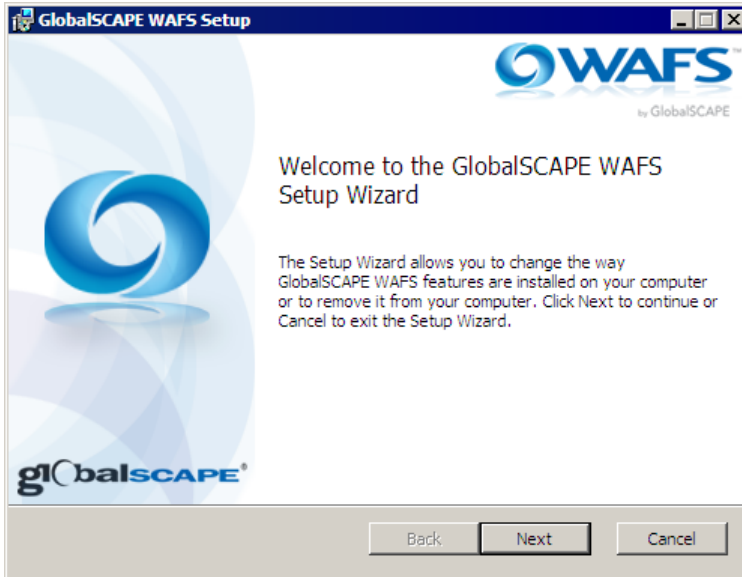 GlobalSCAPE WAFS Setup
WAFS™
by GlobalSCAPE
Welcome to the GlobalSCAPE WAFS
Setup Wizard
The Setup Wizard allows you to change the way
GlobalSCAPE WAFS features are installed on your computer
or to remove it from your computer. Click Next to continue or
Cancel to exit the Setup Wizard.
globalSCAPE®
Back Next Cancel